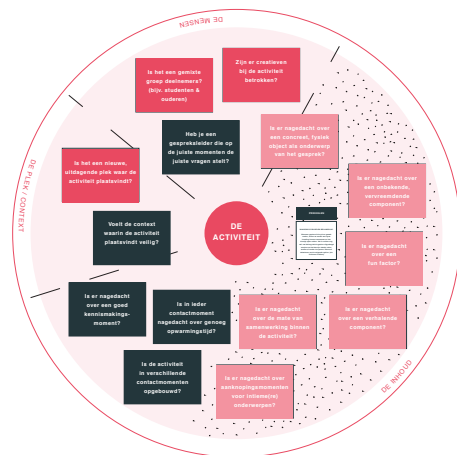 DE MENSEN
Is het een gemixte
groep deelnemers?
(bijv. studenten &
ouderen)
Zijn er creatieven
bij de activiteit
betrokken?
Heb je een
gespreksleider die op
de juiste momenten de
juiste vragen stelt?
Is er nagedacht over
een concreet, fysiek
object als onderwerp
van het gesprek?
Is het een nieuwe,
uitdagende plek waar de
activiteit plaatsvindt?
Is er nagedacht over
een onbekende,
vervreemdende
component?
DE PLEK / CONTEXT
Voelt de context
waarin de activiteit
plaatsvindt veilig?
DE
ACTIVITEIT
Is er nagedacht
over een
fun factor?
Is er nagedacht
over een goed
kennismakings-
moment?
Is in ieder
contactmoment
nagedacht over genoeg
opwarmingstijd?
Is er nagedacht
over de mate van
samenwerking binnen
de activiteit?
Is er nagedacht
over een verhalende
component?
Is de activiteit
in verschillende
contactmomenten
opgebouwd?
Is er nagedacht over
aanknopingsmomenten
voor intieme(re)
onderwerpen?
DE INHOUD